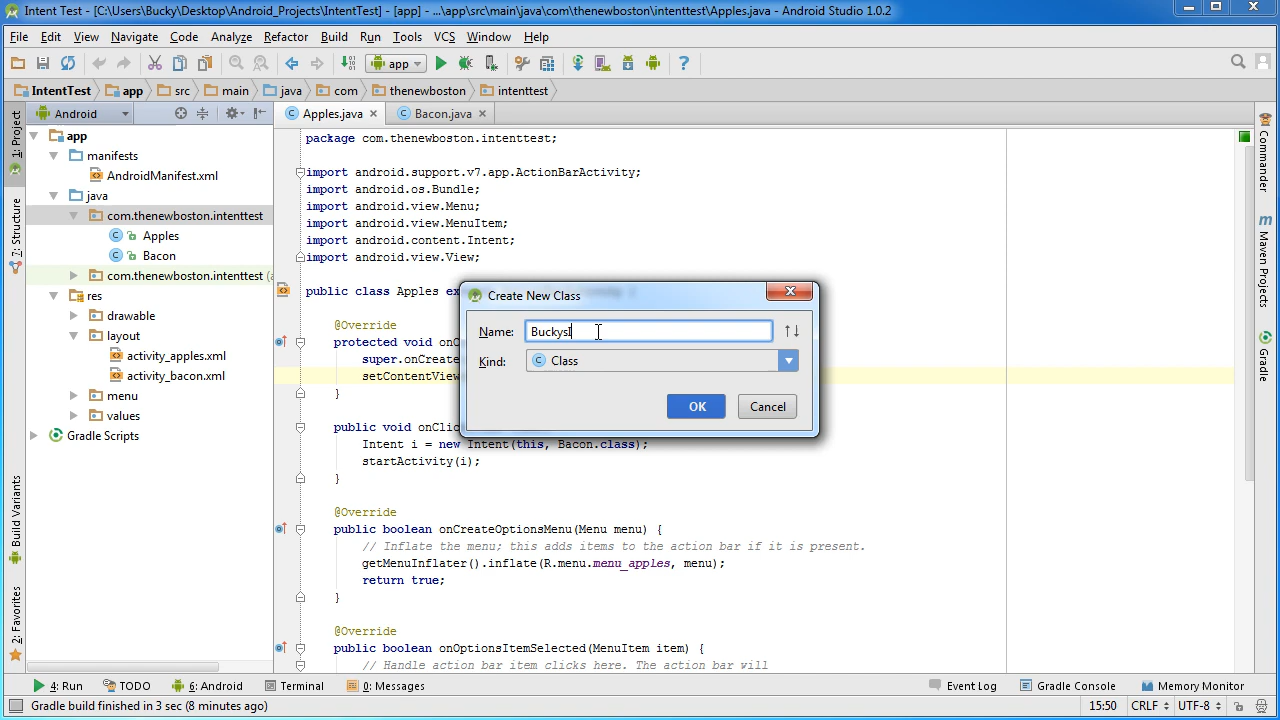 Intent Test - [C:\Users\Bucky\Desktop\Android_Projects\IntentTest] - [app] - ...\app\src\main\java\com\thenewboston\intenttest\Apples.java - Android Studio 1.0.2
File Edit View Navigate Code Analyze Refactor Build Run Tools VCS Window Help
app
IntentTest app src main java com thenewboston intenttest
Android
Apples.java Bacon.java
1: Project
7: Structure
Build Variants
2: Favorites
app
manifests
AndroidManifest.xml
java
com.thenewboston.intenttest
Apples
Bacon
com.thenewboston.intenttest (a
res
drawable
layout
activity_apples.xml
activity_bacon.xml
menu
values
Gradle Scripts
package com.thenewboston.intenttest;
import android.support.v7.app.ActionBarActivity;
import android.os.Bundle;
import android.view.Menu;
import android.view.MenuItem;
import android.content.Intent;
import android.view.View;
public class Apples ex
@Override
protected void onC
super.onCreate
setContentView
}
public void onClic
Intent i = new Intent(this, Bacon.class);
startActivity(i);
}
@Override
public boolean onCreateOptionsMenu(Menu menu) {
// Inflate the menu; this adds items to the action bar if it is present.
getMenuInflater().inflate(R.menu.menu_apples, menu);
return true;
}
@Override
public boolean onOptionsItemSelected(MenuItem item) {
// Handle action bar item clicks here. The action bar will
Create New Class
Name: BuckysI
Kind: Class
OK Cancel
Commander
Maven Projects
Gradle
4: Run TODO 6: Android Terminal 0: Messages Event Log Gradle Console Memory Monitor
Gradle build finished in 3 sec (8 minutes ago) 15:50 CRLF UTF-8